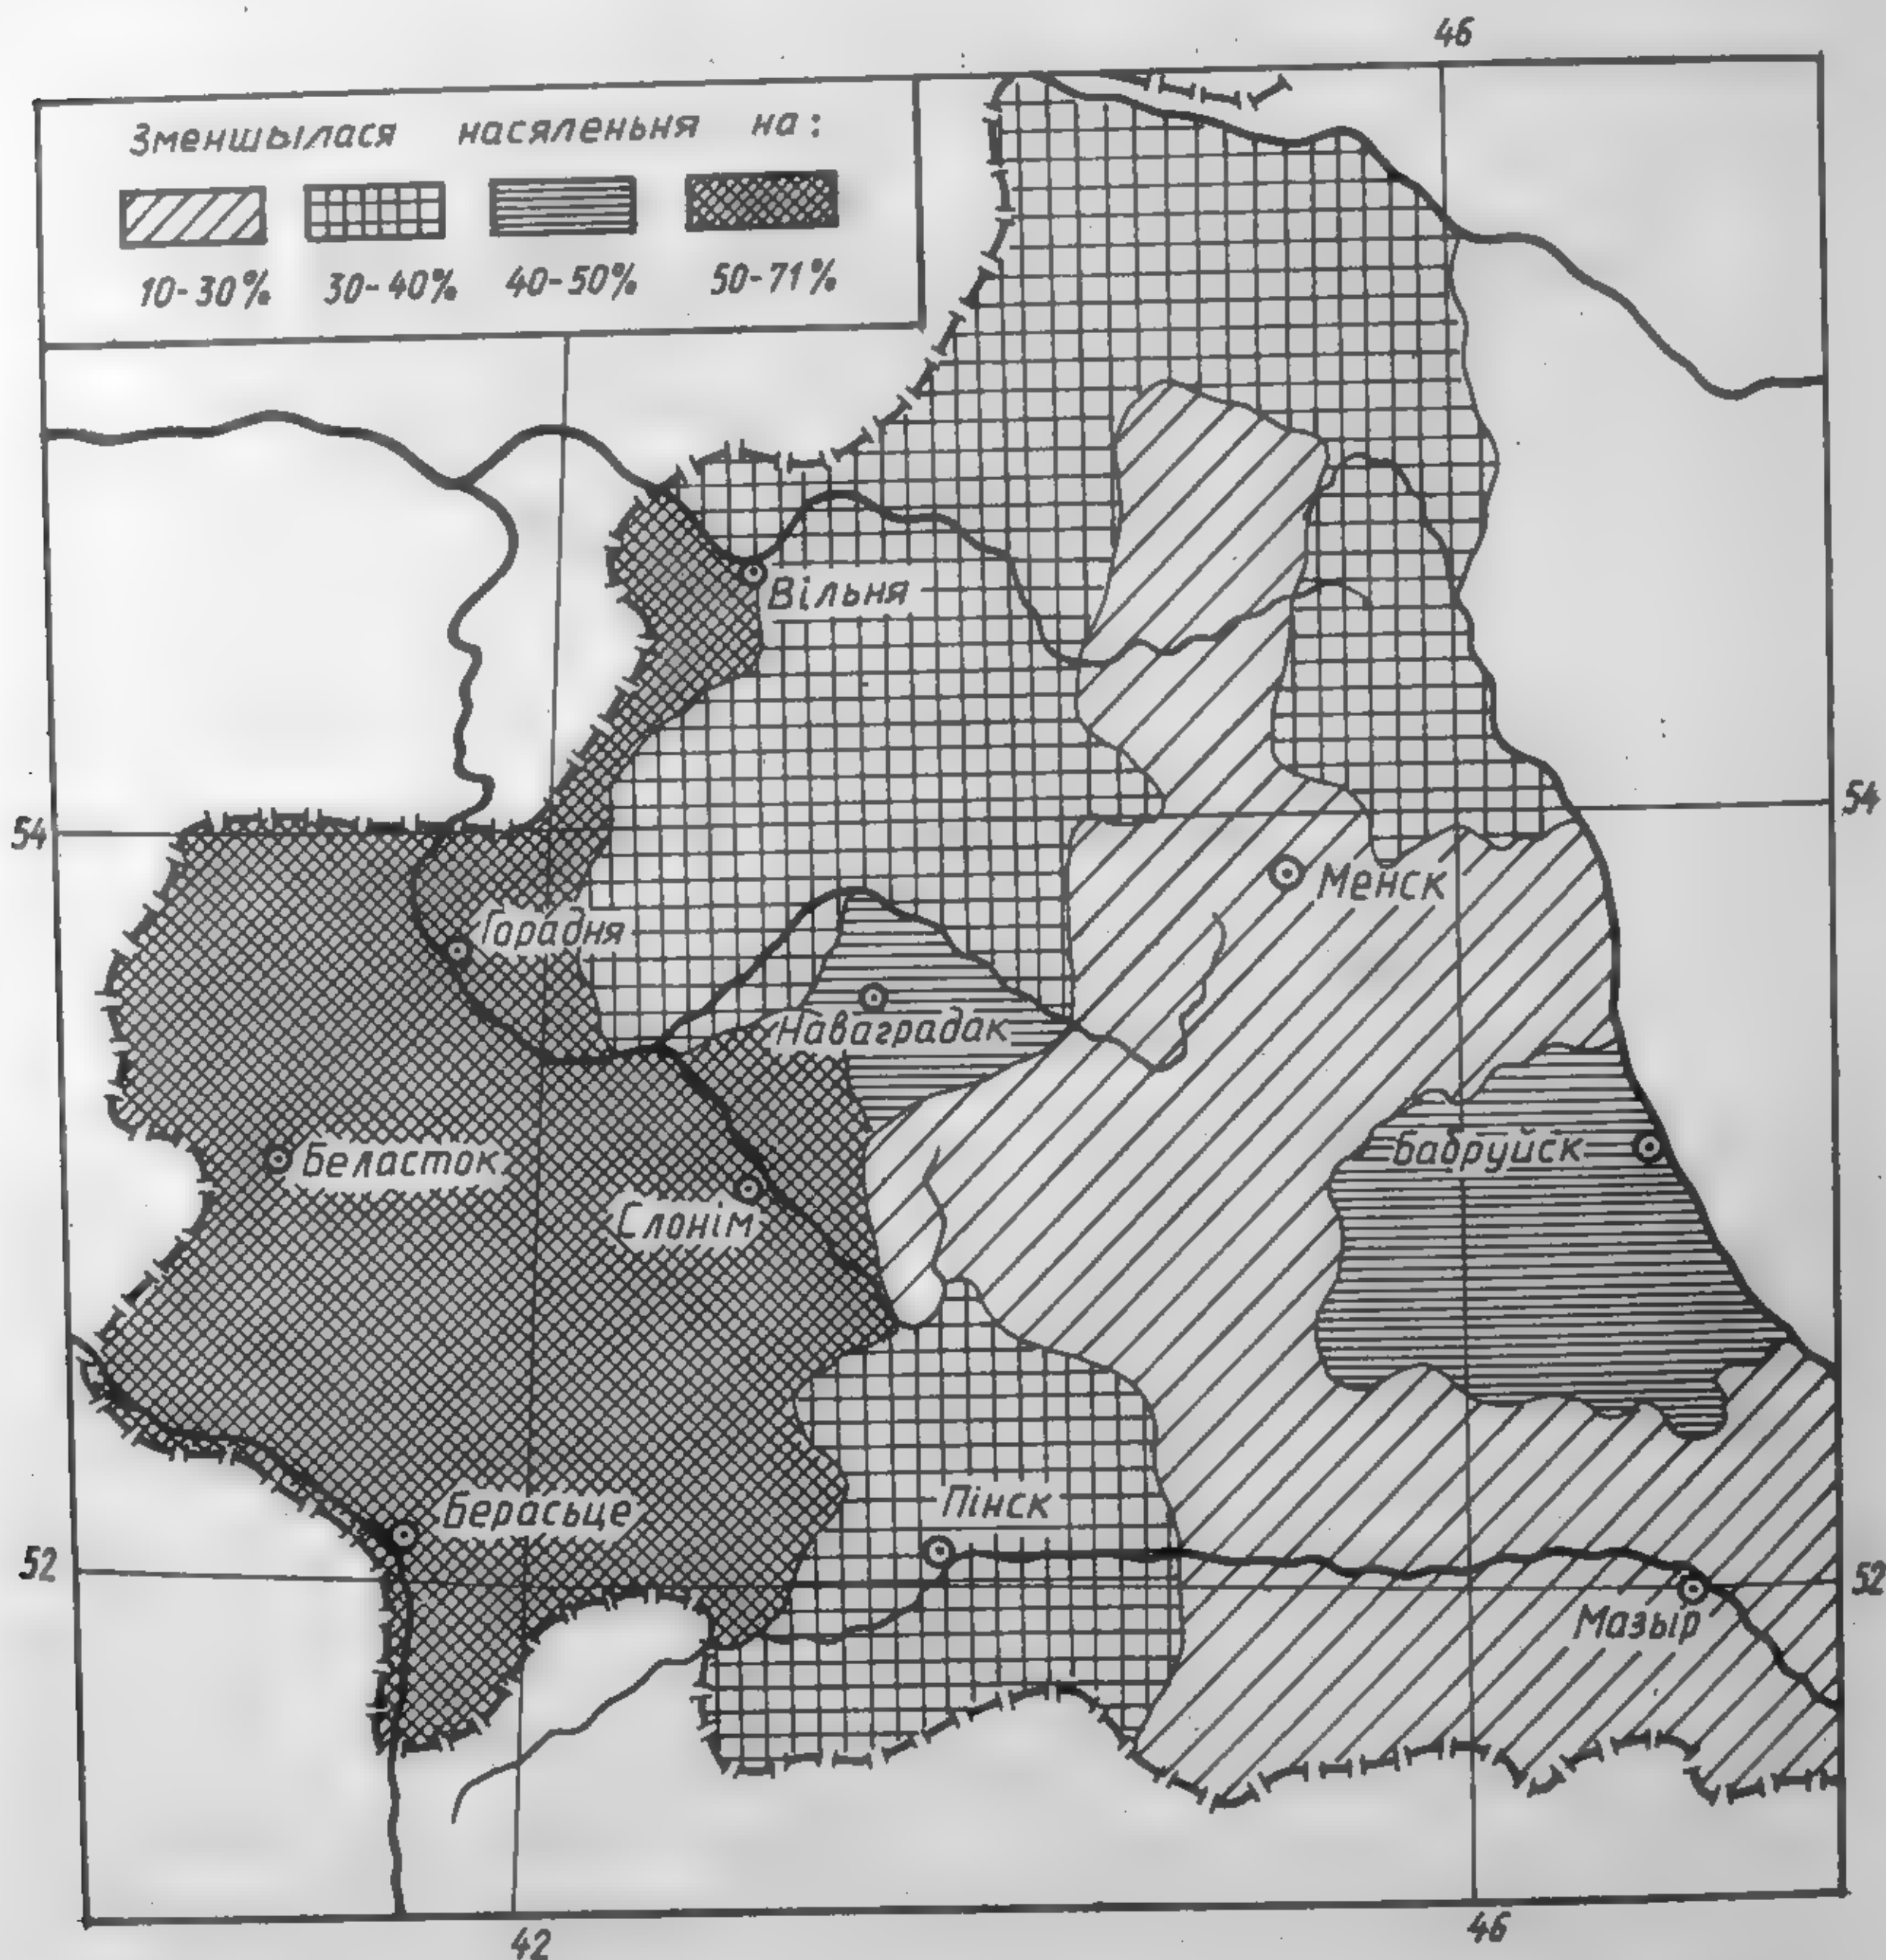 46
Зменшылася насяленьня на:
10-30% 30-40% 40-50% 50-71%
Вільня
54 54
Менск
Горадня
Наваградак
Беласток
Бабруйск
Слонім
Берасьце
Пінск
52 52
Мазыр
42 46